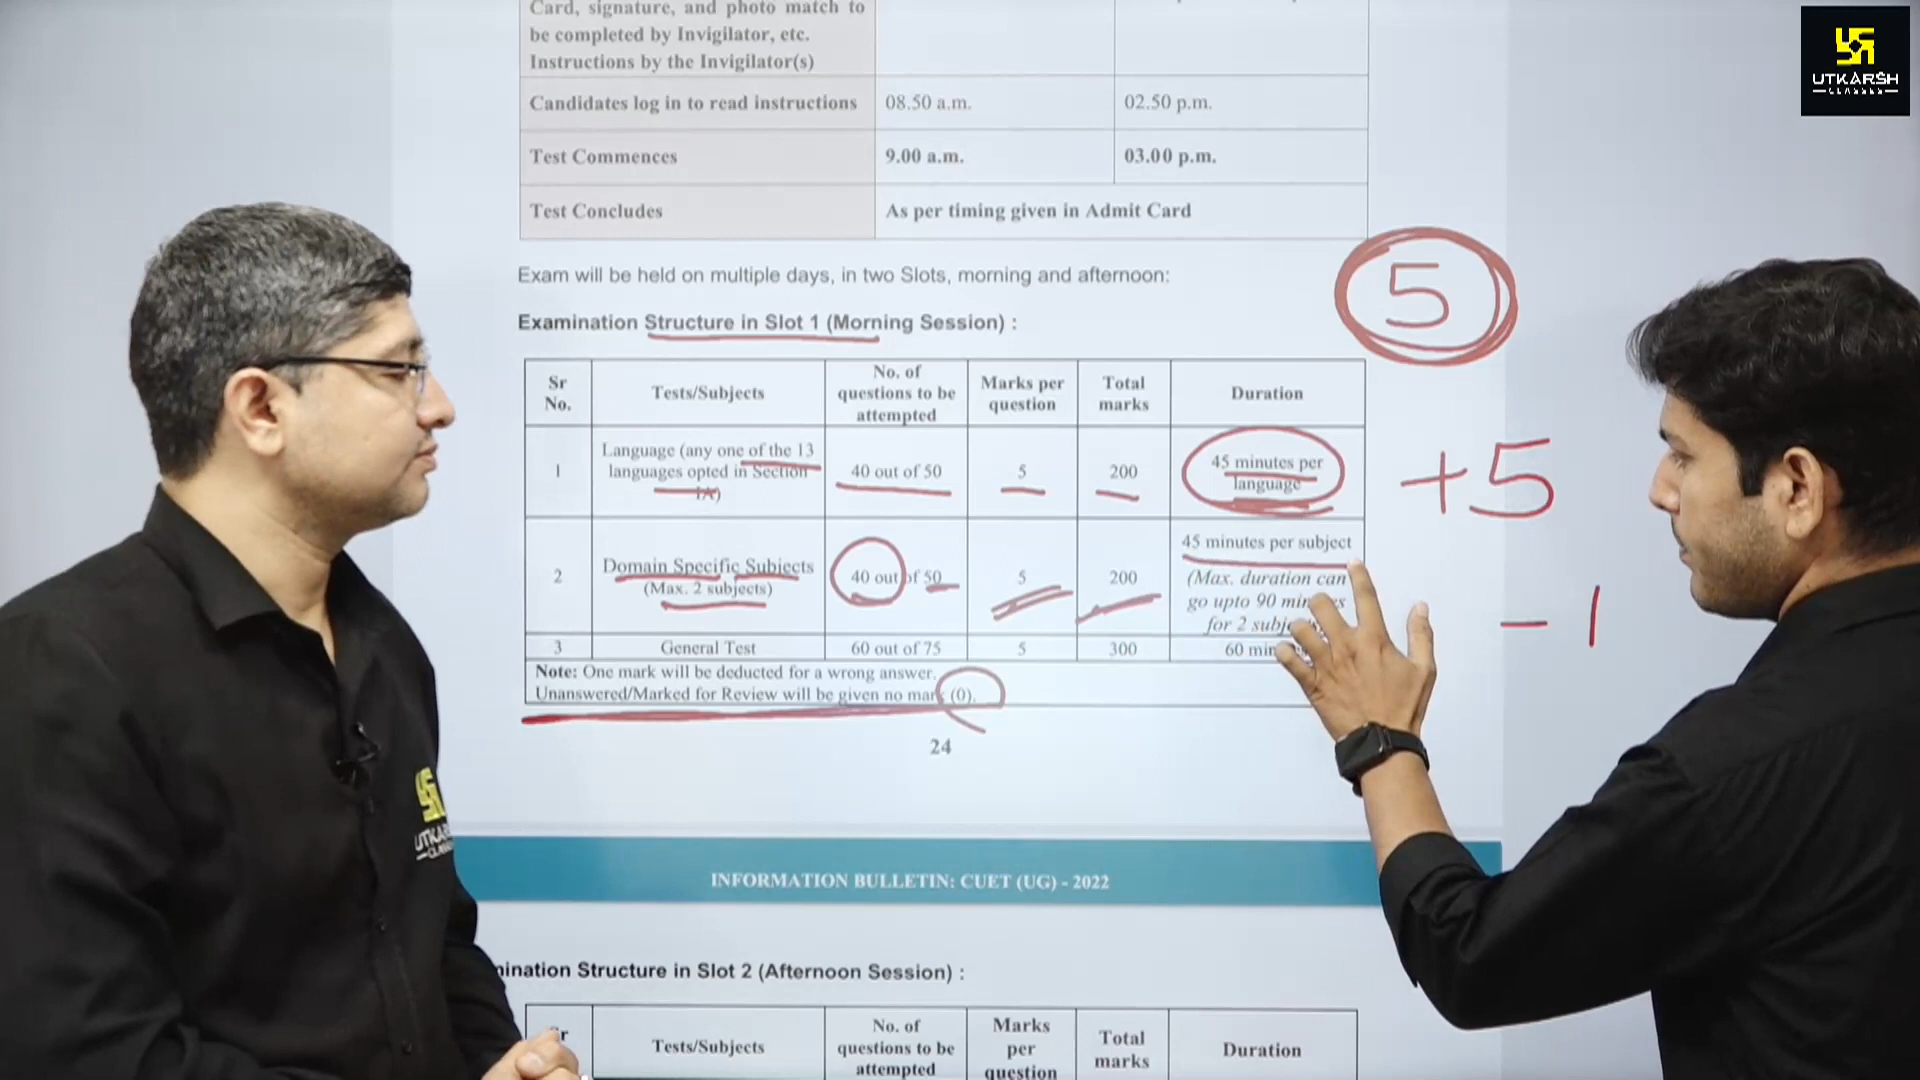 Card, signature, and photo match to
be completed by Invigilator, etc.
Instructions by the Invigilator(s)
Candidates log in to read instructions 08.50 a.m. 02.50 p.m.
Test Commences 9.00 a.m. 03.00 p.m.
Test Concludes As per timing given in Admit Card
Exam will be held on multiple days, in two Slots, morning and afternoon:
5
Examination Structure in Slot 1 (Morning Session) :
Sr No. Tests/Subjects No. of questions to be attempted Marks per question Total marks Duration
1 Language (any one of the 13 languages opted in Section IA) 40 out of 50 5 200 45 minutes per language
+5
2 Domain Specific Subjects (Max. 2 subjects) 40 out of 50 5 200 45 minutes per subject
(Max. duration can
go upto 90
for 2
-1
3 General Test 60 out of 75 5 300 60
Note: One mark will be deducted for a wrong answer.
Unanswered/Marked for Review will be given no (0).
24
INFORMATION BULLETIN: CUET (UG) - 2022
Structure in Slot 2 (Afternoon Session) :
Tests/Subjects No. of questions to be attempted Marks per question Total marks Duration
UTKARSH
CLASSES
UTKARSH